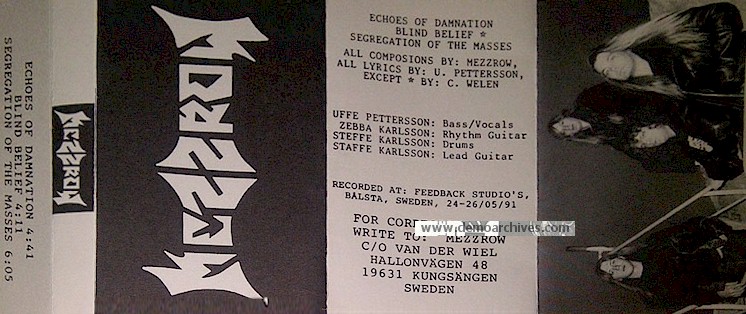 ECHOES OF DAMNATION 4:41
BLIND BELIEF 4:11
SEGREGATION OF THE MASSES 6:05
MEZZROW
MEZZROW
ECHOES OF DAMNATION
BLIND BELIEF *
SEGREGATION OF THE MASSES
ALL COMPOSIONS BY: MEZZROW,
ALL LYRICS BY: U. PETTERSSON,
EXCEPT * BY: C. WELEN
UFFE PETTERSSON: Bass/Vocals
ZEBBA KARLSSON: Rhythm Guitar
STEFFE KARLSSON: Drums
STAFFE KARLSSON: Lead Guitar
RECORDED AT: FEEDBACK STUDIO'S,
BÅLSTA, SWEDEN, 24-26/05/91
FOR
www.demoarchives.com
WRITE TO: MEZZROW
C/O VAN DER WIEL
HALLONVÄGEN 48
19631 KUNGSÄNGEN
SWEDEN